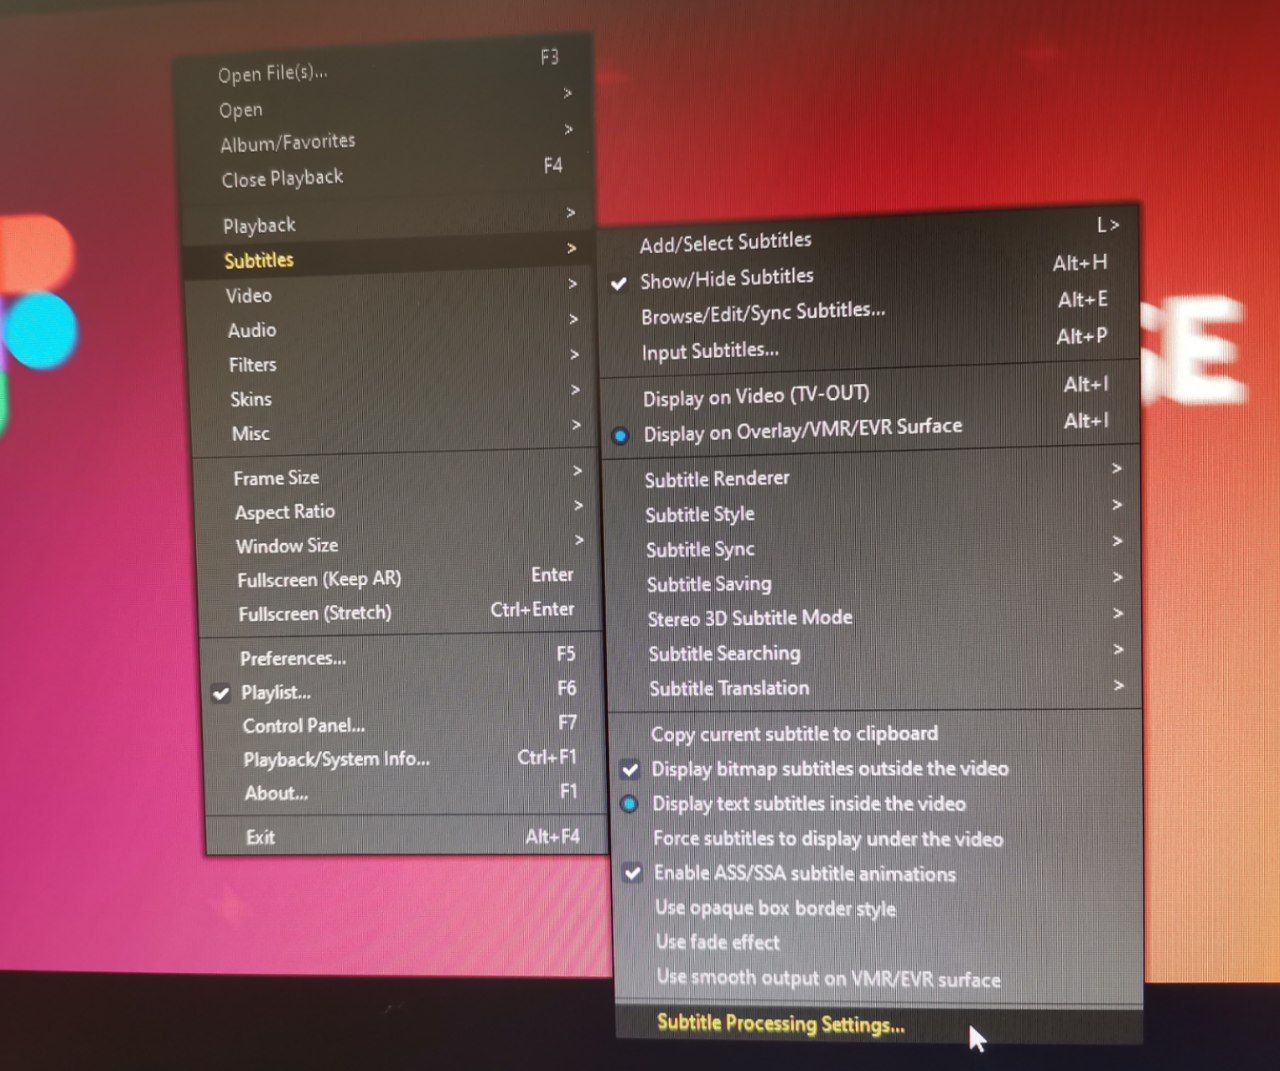 Open File(s)... F3
Open >
Album/Favorites >
Close Playback F4
Playback >
Subtitles >
Video >
Audio >
Filters >
Skins >
Misc >
Frame Size >
Aspect Ratio >
Window Size >
Fullscreen (Keep AR) Enter
Fullscreen (Stretch) Ctrl+Enter
Preferences... F5
Playlist... F6
Control Panel... F7
Playback/System Info... Ctrl+F1
About... F1
Exit Alt+F4
Add/Select Subtitles L >
Show/Hide Subtitles Alt+H
Browse/Edit/Sync Subtitles... Alt+E
Input Subtitles... Alt+P
Display on Video (TV-OUT) Alt+I
Display on Overlay/VMR/EVR Surface Alt+I
Subtitle Renderer >
Subtitle Style >
Subtitle Sync >
Subtitle Saving >
Stereo 3D Subtitle Mode >
Subtitle Searching >
Subtitle Translation >
Copy current subtitle to clipboard
Display bitmap subtitles outside the video
Display text subtitles inside the video
Force subtitles to display under the video
Enable ASS/SSA subtitle animations
Use opaque box border style
Use fade effect
Use smooth output on VMR/EVR surface
Subtitle Processing Settings...
SE